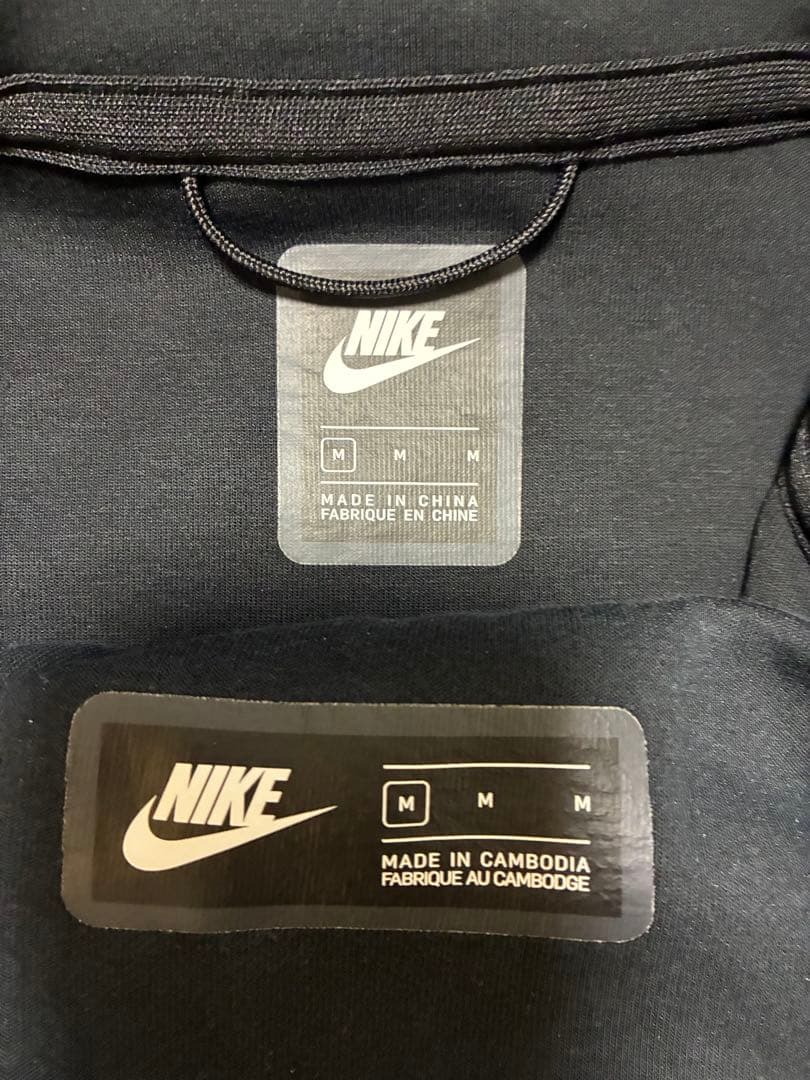 NIKE
M M M
MADE IN CHINA
FABRIQUE EN CHINE
NIKE
M M M
MADE IN CAMBODIA
FABRIQUE AU CAMBODGE